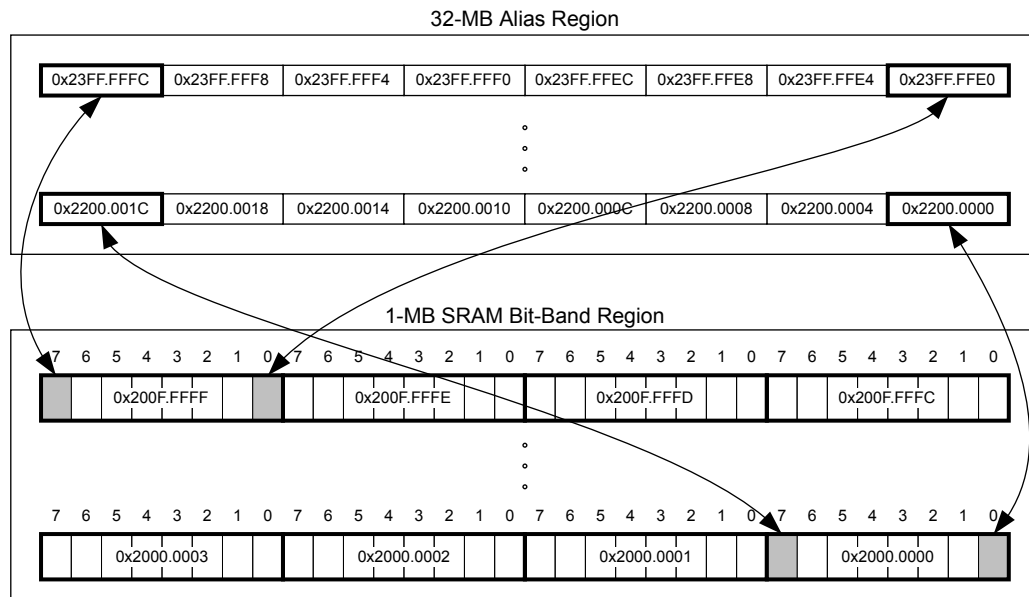 32-MB Alias Region
0x23FF.FFFC 0x23FF.FFF8 0x23FF.FFF4 0x23FF.FFF0 0x23FF.FFEC 0x23FF.FFE8 0x23FF.FFE4 0x23FF.FFE0
0x2200.001C 0x2200.0018 0x2200.0014 0x2200.0010 0x2200.000C 0x2200.0008 0x2200.0004 0x2200.0000
1-MB SRAM Bit-Band Region
7 6 5 4 3 2 1 0 7 6 5 4 3 2 1 0 7 6 5 4 3 2 1 0 7 6 5 4 3 2 1 0
0x200F.FFFF 0x200F.FFFE 0x200F.FFFD 0x200F.FFFC
7 6 5 4 3 2 1 0 7 6 5 4 3 2 1 0 7 6 5 4 3 2 1 0 7 6 5 4 3 2 1 0
0x2000.0003 0x2000.0002 0x2000.0001 0x2000.0000